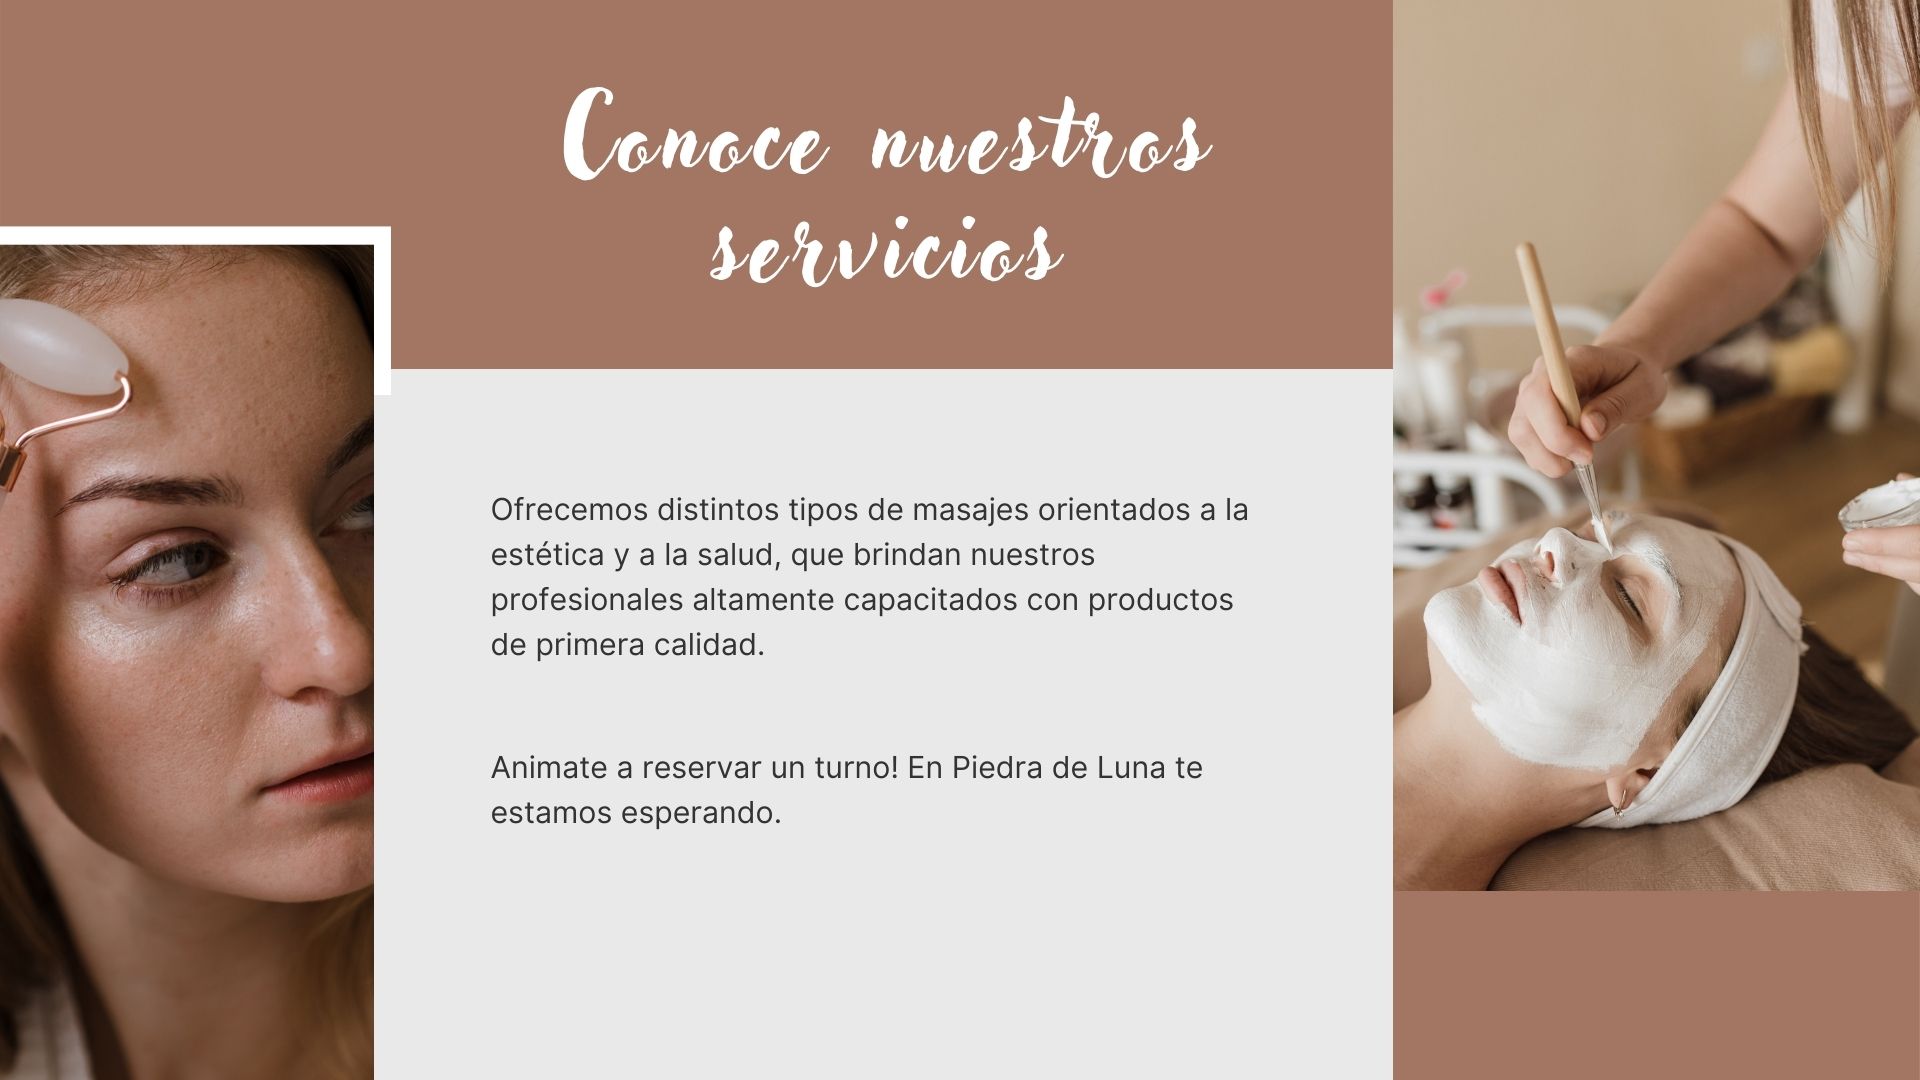 Conoce nuestros
servicios
Ofrecemos distintos tipos de masajes orientados a la
estética y a la salud, que brindan nuestros
profesionales altamente capacitados con productos
de primera calidad.
Animate a reservar un turno! En Piedra de Luna te
estamos esperando.